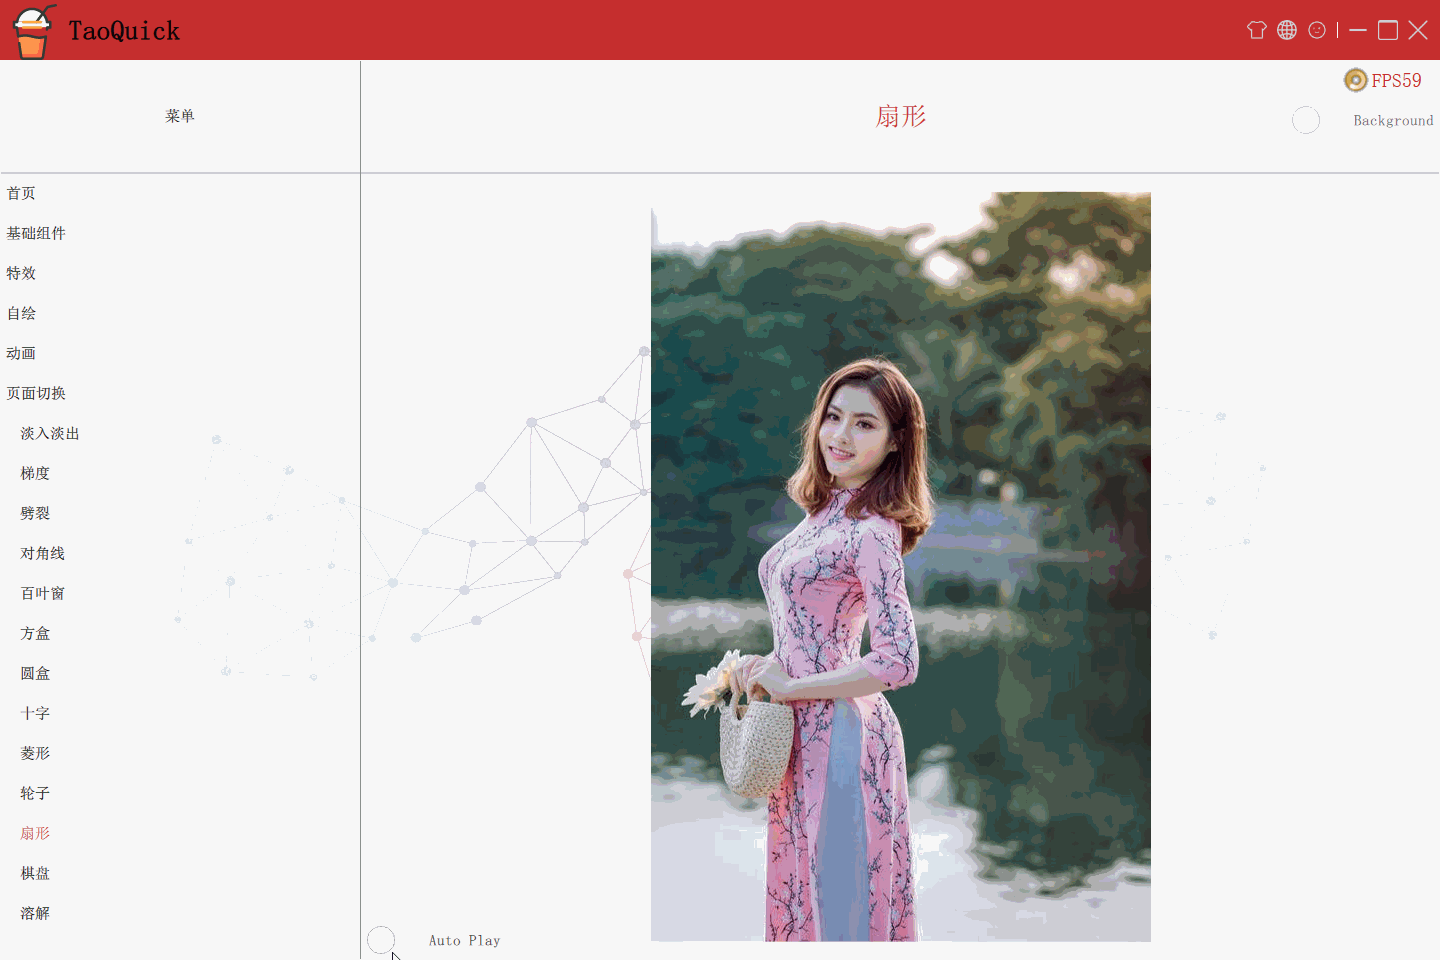 TaoQuick
FPS59
菜单
扇形
Background
首页
基础组件
特效
自绘
动画
页面切换
淡入淡出
梯度
劈裂
对角线
百叶窗
方盒
圆盒
十字
菱形
轮子
扇形
棋盘
溶解
Auto Play